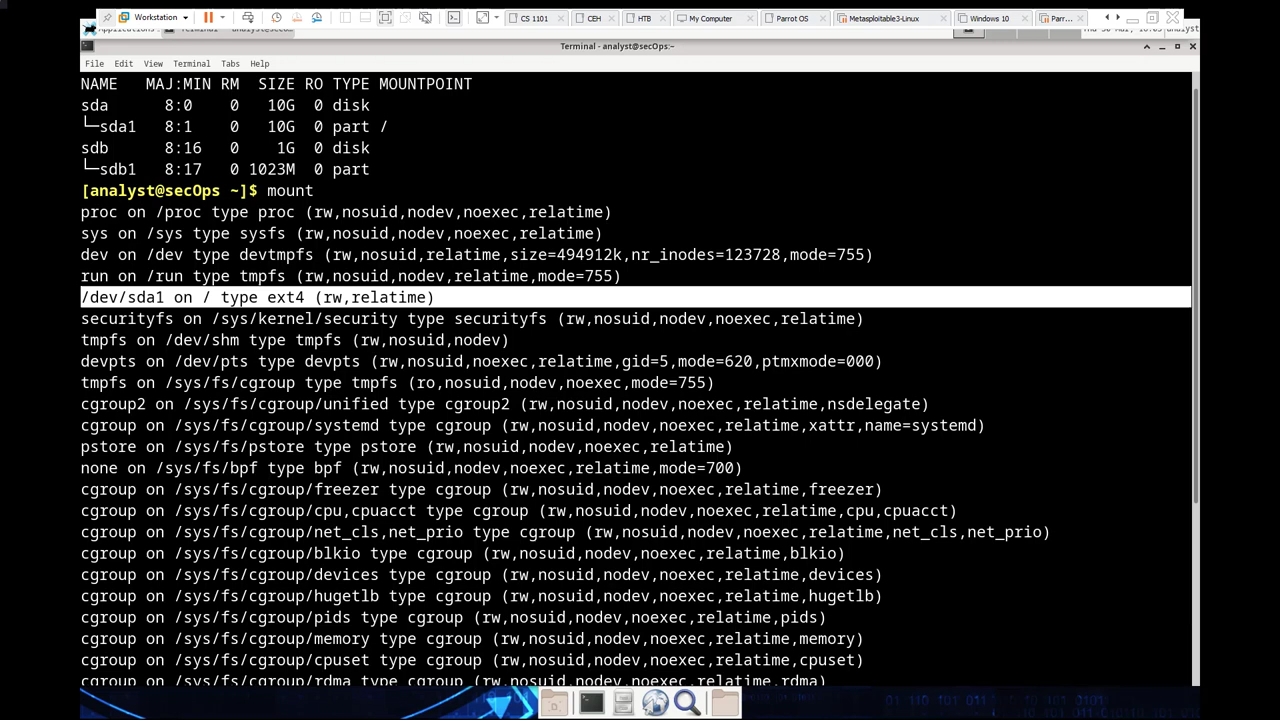 Workstation
CS 1101
CEH
HTB
My Computer
Parrot OS
Metasploitable3-Linux
Windows 10
Parr...
Terminal - analyst@secOps:~
File Edit View Terminal Tabs Help
NAME MAJ:MIN RM SIZE RO TYPE MOUNTPOINT
sda 8:0 0 10G 0 disk
└─sda1 8:1 0 10G 0 part /
sdb 8:16 0 1G 0 disk
└─sdb1 8:17 0 1023M 0 part
[analyst@secOps ~]$ mount
proc on /proc type proc (rw,nosuid,nodev,noexec,relatime)
sys on /sys type sysfs (rw,nosuid,nodev,noexec,relatime)
dev on /dev type devtmpfs (rw,nosuid,relatime,size=494912k,nr_inodes=123728,mode=755)
run on /run type tmpfs (rw,nosuid,nodev,relatime,mode=755)
/dev/sda1 on / type ext4 (rw,relatime)
securityfs on /sys/kernel/security type securityfs (rw,nosuid,nodev,noexec,relatime)
tmpfs on /dev/shm type tmpfs (rw,nosuid,nodev)
devpts on /dev/pts type devpts (rw,nosuid,noexec,relatime,gid=5,mode=620,ptmxmode=000)
tmpfs on /sys/fs/cgroup type tmpfs (ro,nosuid,nodev,noexec,mode=755)
cgroup2 on /sys/fs/cgroup/unified type cgroup2 (rw,nosuid,nodev,noexec,relatime,nsdelegate)
cgroup on /sys/fs/cgroup/systemd type cgroup (rw,nosuid,nodev,noexec,relatime,xattr,name=systemd)
pstore on /sys/fs/pstore type pstore (rw,nosuid,nodev,noexec,relatime)
none on /sys/fs/bpf type bpf (rw,nosuid,nodev,noexec,relatime,mode=700)
cgroup on /sys/fs/cgroup/freezer type cgroup (rw,nosuid,nodev,noexec,relatime,freezer)
cgroup on /sys/fs/cgroup/cpu,cpuacct type cgroup (rw,nosuid,nodev,noexec,relatime,cpu,cpuacct)
cgroup on /sys/fs/cgroup/net_cls,net_prio type cgroup (rw,nosuid,nodev,noexec,relatime,net_cls,net_prio)
cgroup on /sys/fs/cgroup/blkio type cgroup (rw,nosuid,nodev,noexec,relatime,blkio)
cgroup on /sys/fs/cgroup/devices type cgroup (rw,nosuid,nodev,noexec,relatime,devices)
cgroup on /sys/fs/cgroup/hugetlb type cgroup (rw,nosuid,nodev,noexec,relatime,hugetlb)
cgroup on /sys/fs/cgroup/pids type cgroup (rw,nosuid,nodev,noexec,relatime,pids)
cgroup on /sys/fs/cgroup/memory type cgroup (rw,nosuid,nodev,noexec,relatime,memory)
cgroup on /sys/fs/cgroup/cpuset type cgroup (rw,nosuid,nodev,noexec,relatime,cpuset)
cgroup on /sys/fs/cgroup/rdma type cgroup (rw,nosuid,nodev,noexec,relatime,rdma)